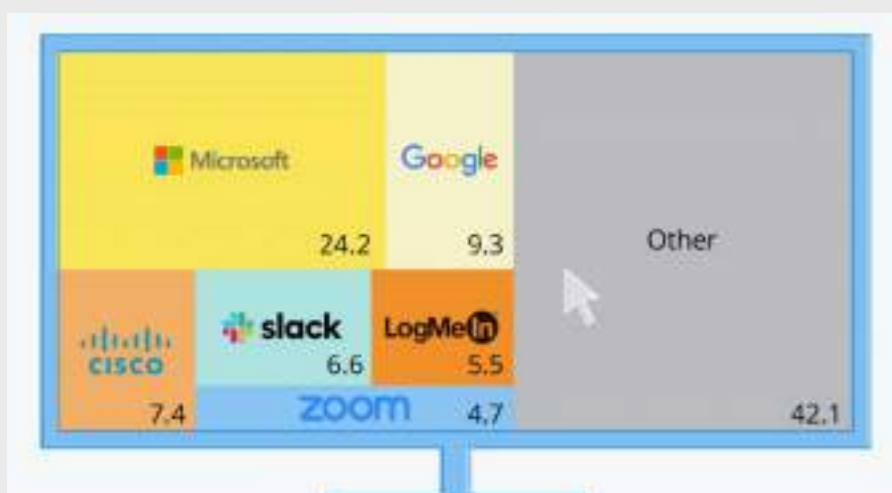 Microsoft
24.2
Google
9.3
Other
42.1
CISCO
7.4
slack
6.6
LogMeIn
5.5
zoom
4.7